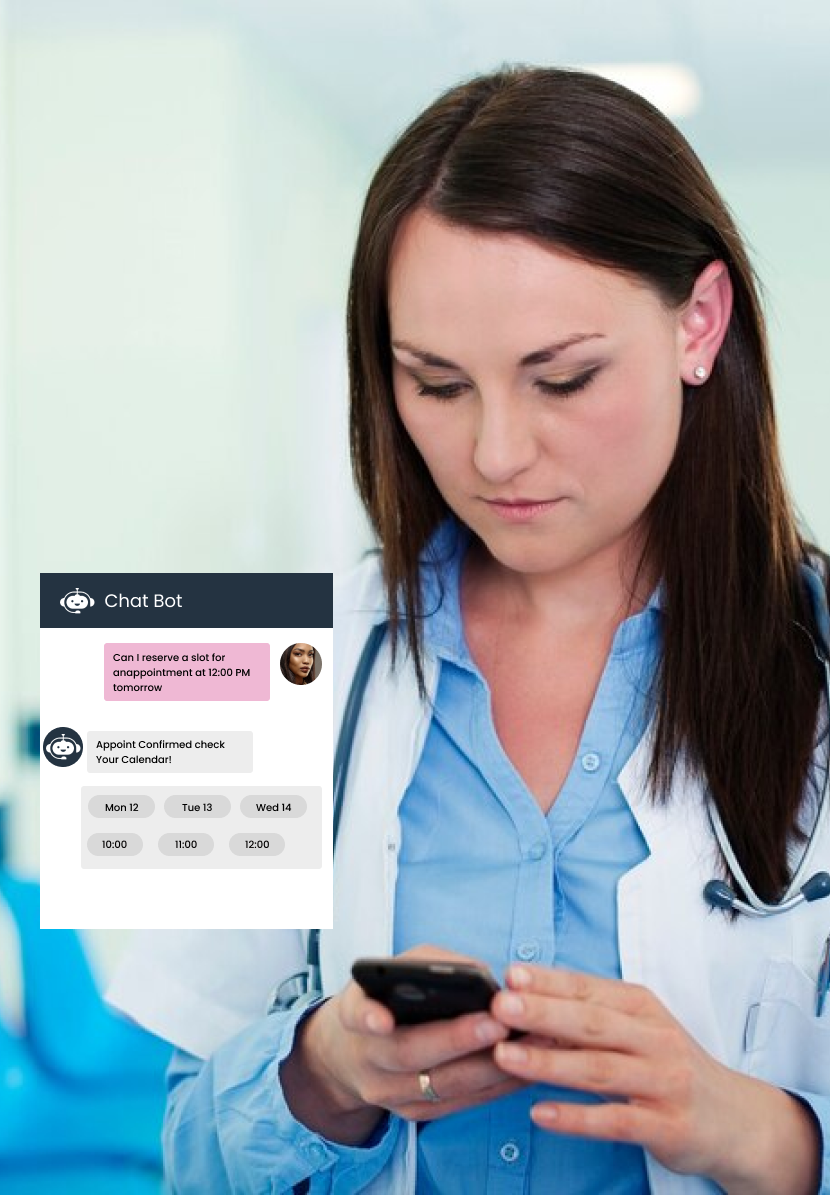 Chat Bot
Can I reserve a slot for
anappointment at 12:00 PM
tomorrow
Appoint Confirmed check
Your Calendar!
Mon 12 Tue 13 Wed 14
10:00 11:00 12:00